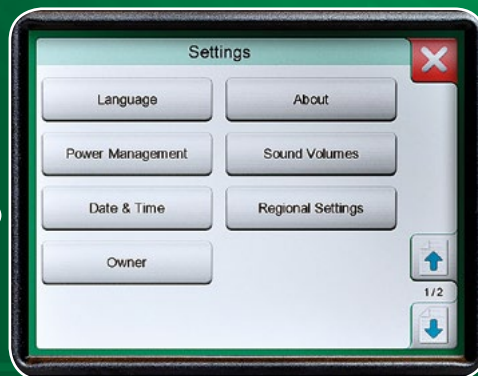 Settings
Language
About
Power Management
Sound Volumes
Date & Time
Regional Settings
Owner
1/2